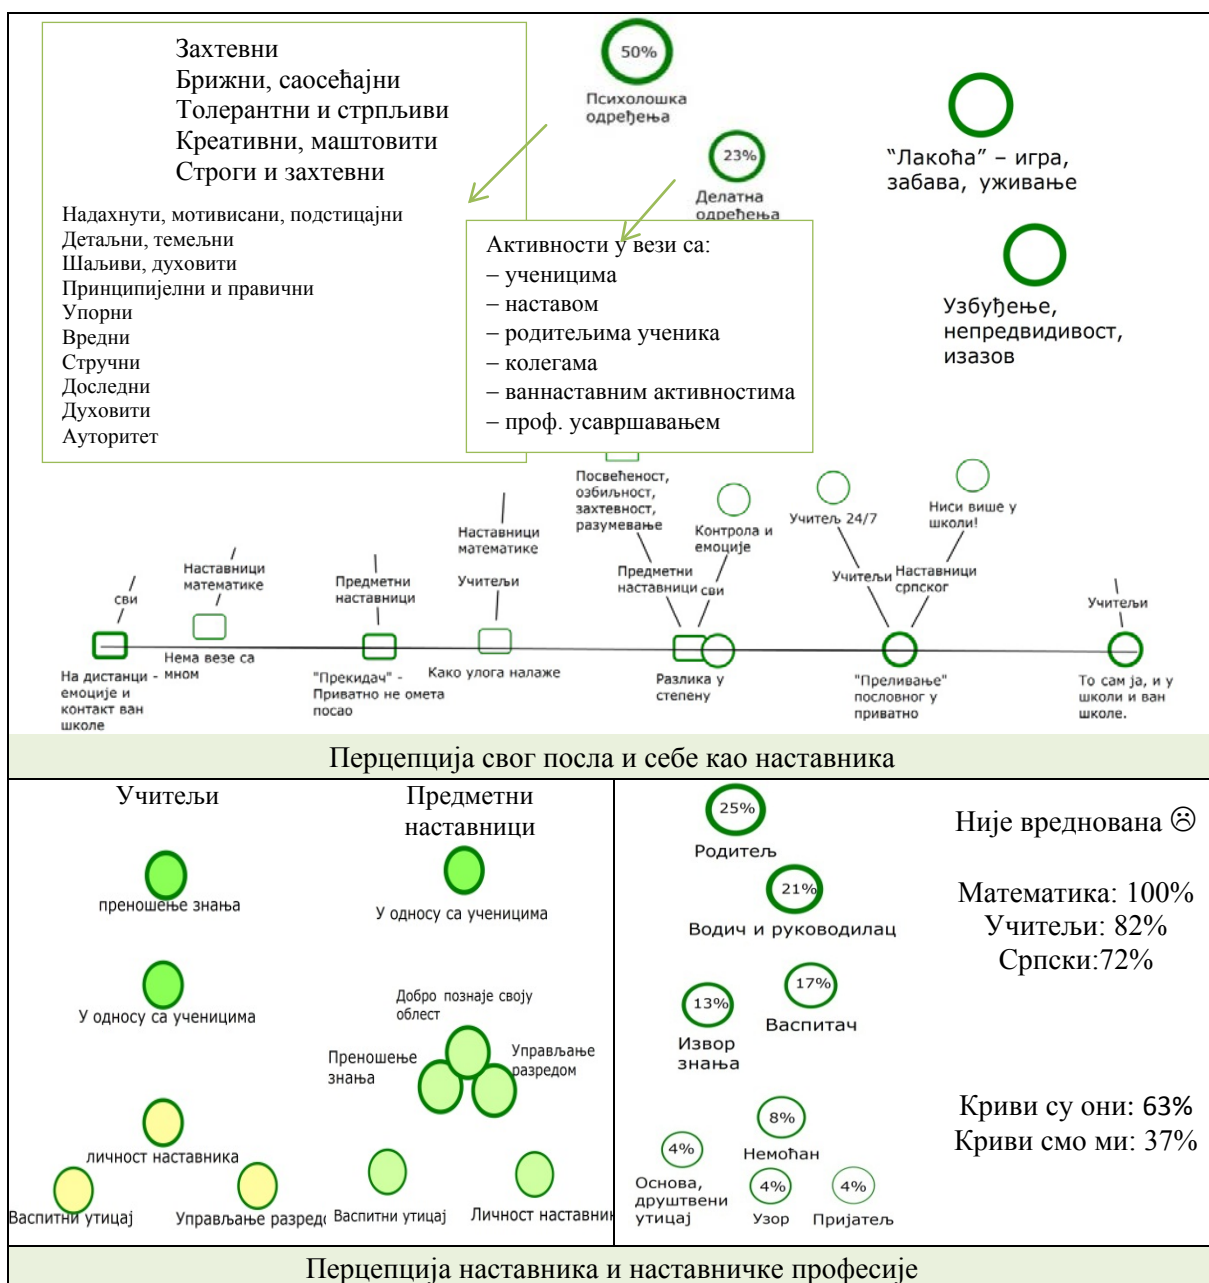 Захтевни
Брижни, саосећајни
Толерантни и стрпљиви
Креативни, маштовити
Строги и захтевни
Надахнути, мотивисани, подстицајни
Детаљни, темељни
Шаљиви, духовити
Принципијелни и правични
Упорни
Вредни
Стручни
Доследни
Духовити
Ауторитет
50%
Психолошка
одређења
23%
Делатна
одређења
Активности у вези са:
– ученицима
– наставом
– родитељима ученика
– колегама
– ваннаставним активностима
– проф. усавршавањем
"Лакоћа" – игра,
забава, уживање
Узбуђење,
непредвидивост,
изазов
сви
Наставници
математике
Предметни
наставници
Наставници
математике
Учитељи
Посвећеност,
озбиљност,
захтевност,
разумевање
Предметни
наставници
Контрола и
емоције
сви
Учитељ 24/7
Учитељи
Ниси више у
школи!
Наставници
српског
Учитељи
На дистанци -
емоције и
контакт ван
школе
Нема везе са
мном
"Прекидач" -
Приватно не омета
посао
Како улога налаже
Разлика у
степену
"Преливање"
пословног у
приватно
То сам ја, и у
школи и ван
школе.
Перцепција свог посла и себе као наставника
Учитељи
преношење знања
У односу са ученицима
личност наставника
Васпитни утицај
Управљање разредо
Предметни
наставници
У односу са ученицима
Добро познаје своју
облест
Преношење
знања
Управљање
разредом
Васпитни утицај
Личност наставник
25%
Родитељ
21%
Водич и руководилац
17%
Васпитач
13%
Извор
знања
8%
Немоћан
4%
Основа,
друштвени
утицај
4%
Узор
4%
Пријатељ
Није вреднована ☹
Математика: 100%
Учитељи: 82%
Српски:72%
Криви су они: 63%
Криви смо ми: 37%
Перцепција наставника и наставничке професије